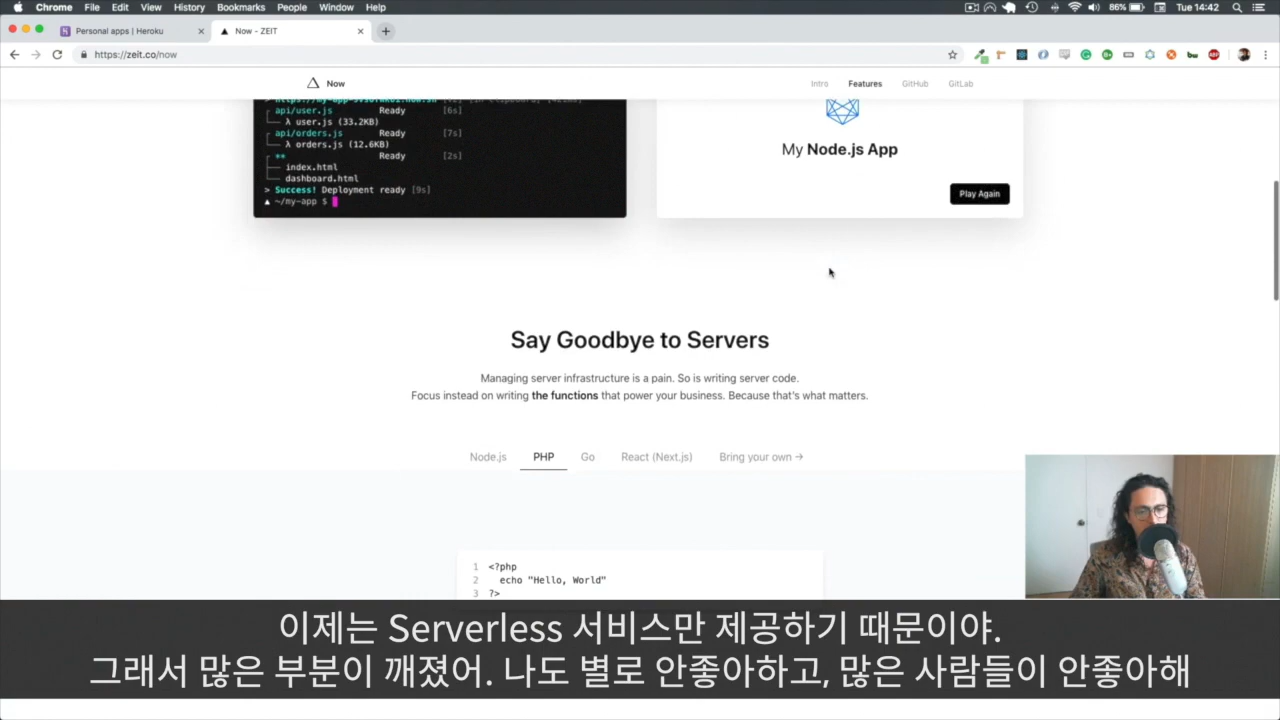 Chrome File Edit View History Bookmarks People Window Help
86% Tue 14:42
Personal apps | Heroku
Now - ZEIT
https://zeit.co/now
Now
Intro Features GitHub GitLab
api/user.js Ready [6s]
λ user.js (33.2KB)
api/orders.js Ready [7s]
λ orders.js (12.6KB)
** Ready [2s]
index.html
dashboard.html
> Success! Deployment ready [9s]
▲ ~/my-app $
My Node.js App
Play Again
Say Goodbye to Servers
Managing server infrastructure is a pain. So is writing server code.
Focus instead on writing the functions that power your business. Because that's what matters.
Node.js PHP Go React (Next.js) Bring your own →
1 <?php
2 echo "Hello, World"
3 ?>
이제는 Serverless 서비스만 제공하기 때문이야.
그래서 많은 부분이 깨졌어. 나도 별로 안좋아하고, 많은 사람들이 안좋아해